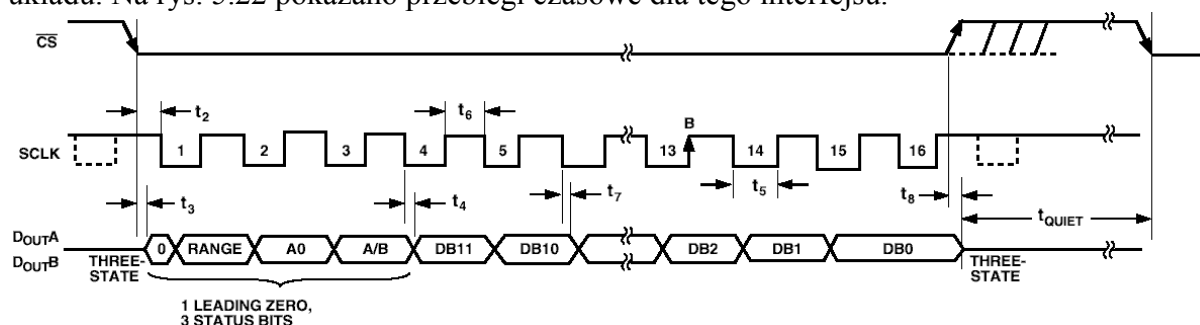 układu. Na rys. 5.22 pokazano przebiegi czasowe dla tego interfejsu.
CS
t2
t6
B
SCLK
1 2 3 4 5 13 14 15 16
t3 t4 t7 t5 t8
tQUIET
DOUTA
DOUTB
THREE-
STATE
0 RANGE A0 A/B DB11 DB10 DB2 DB1 DB0
THREE-
STATE
1 LEADING ZERO,
3 STATUS BITS